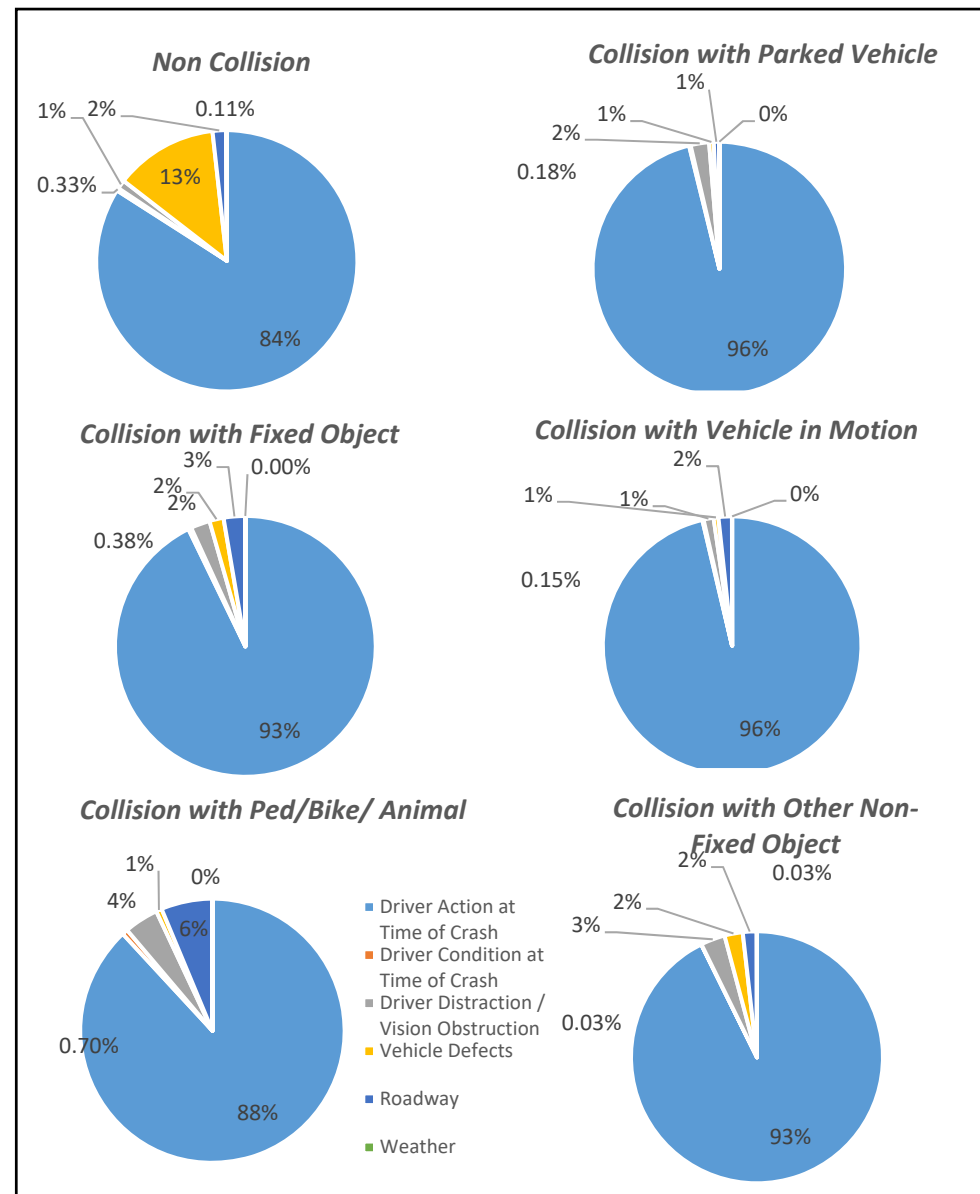 Non Collision
1%
2%
0.11%
0.33%
13%
84%
Collision with Parked Vehicle
1%
1%
0%
2%
0.18%
96%
Collision with Fixed Object
3%
0.00%
2%
2%
0.38%
93%
Collision with Vehicle in Motion
2%
1%
1%
0%
0.15%
96%
Collision with Ped/Bike/ Animal
1%
0%
4%
6%
0.70%
88%
Driver Action at
Time of Crash
Driver Condition at
Time of Crash
Driver Distraction /
Vision Obstruction
Vehicle Defects
Roadway
Weather
Collision with Other Non-
Fixed Object
2%
0.03%
2%
3%
0.03%
93%